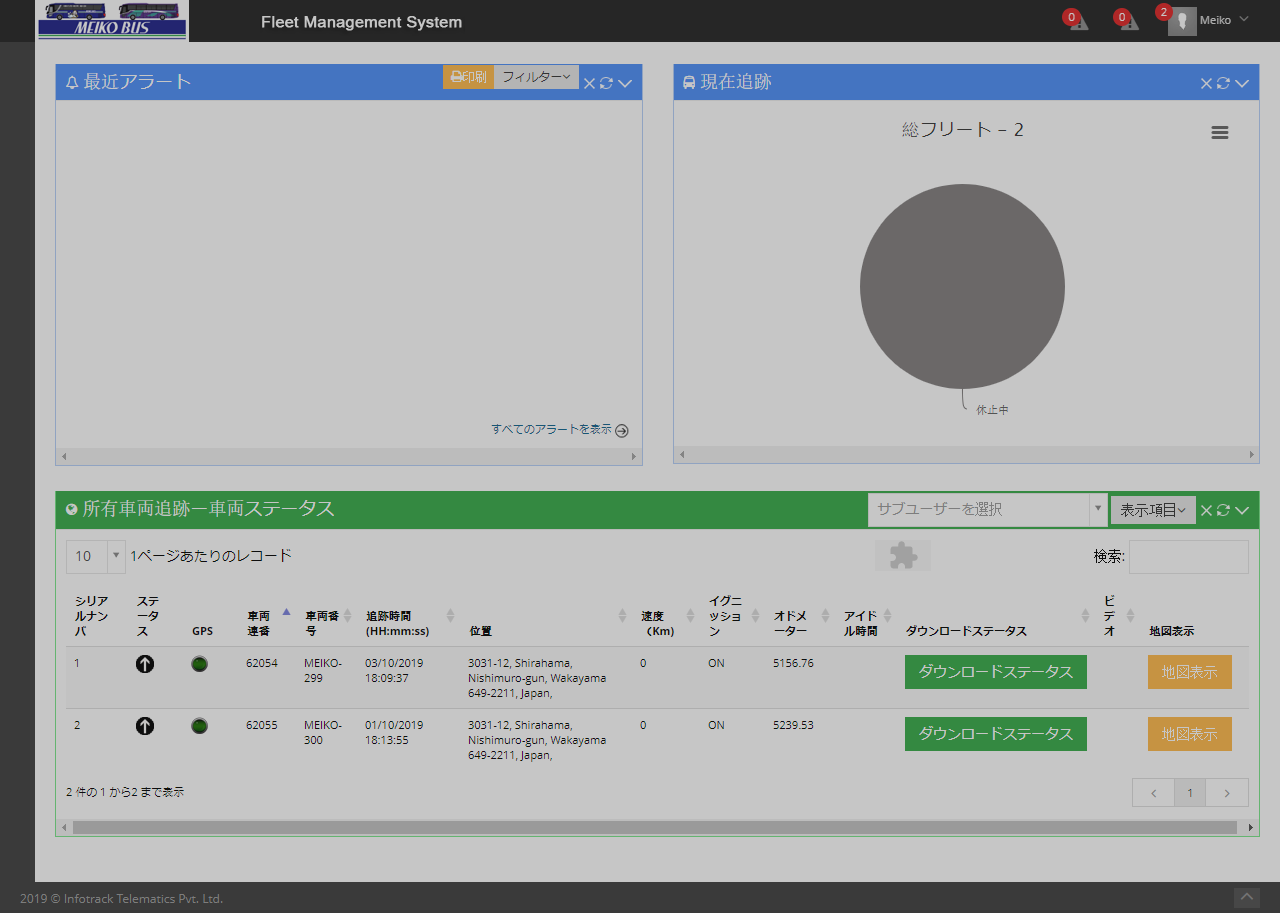 MEIKO BUS
Fleet Management System
0
0
2
Meiko
最近アラート
印刷
フィルター
現在追跡
総フリート – 2
休止中
すべてのアラートを表示
所有車両追跡ー車両ステータス
サブユーザーを選択
表示項目
10
1ページあたりのレコード
検索:
シリアルナンバ
ステータス
GPS
車両連番
車両番号
追跡時間 (HH:mm:ss)
位置
速度 (Km)
イグニッション
オドメーター
アイドル時間
ダウンロードステータス
ビデオ
地図表示
1 62054 MEIKO-299 03/10/2019 18:09:37 3031-12, Shirahama, Nishimuro-gun, Wakayama 649-2211, Japan, 0 ON 5156.76 ダウンロードステータス 地図表示
2 62055 MEIKO-300 01/10/2019 18:13:55 3031-12, Shirahama, Nishimuro-gun, Wakayama 649-2211, Japan, 0 ON 5239.53 ダウンロードステータス 地図表示
2 件の 1 から2 まで表示
1
2019 © Infotrack Telematics Pvt. Ltd.